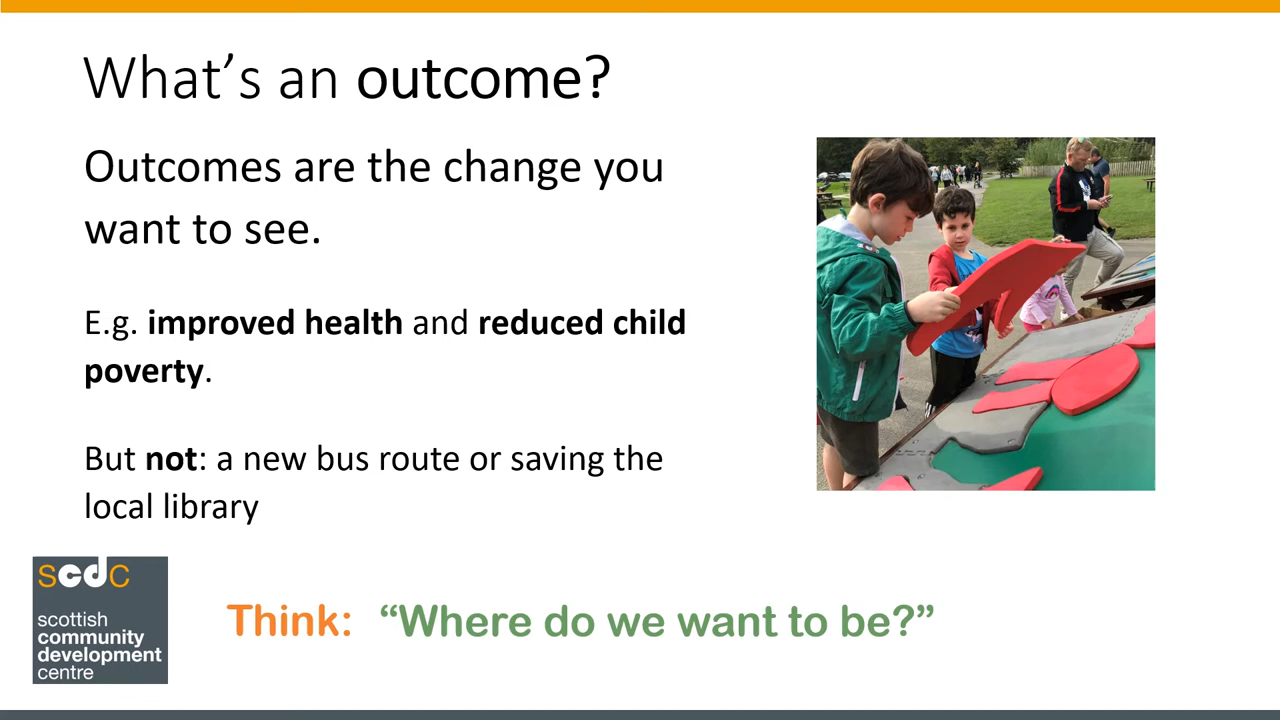 What’s an outcome?
Outcomes are the change you
want to see.
E.g. improved health and reduced child
poverty.
But not: a new bus route or saving the
local library
scdc
scottish
community
development
centre
Think: “Where do we want to be?”